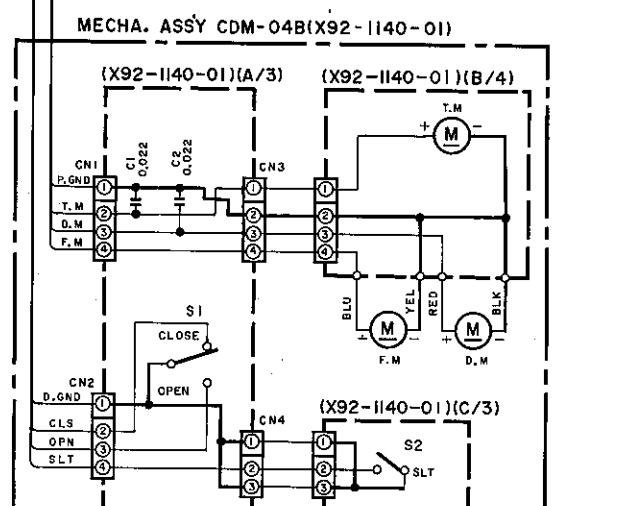 MECHA. ASSY CDM-04B(X92-1140-01)
(X92-1140-01)(A/3)
(X92-1140-01)(B/4)
T.M
+ M -
CN1
C1
0.022
C2
0.022
CN3
P.GND 1
T.M 2
D.M 3
F.M 4
1
2
3
4
1
2
3
4
BLU
YEL
RED
BLK
+ M -
F.M
+ M -
D.M
S1
CLOSE
OPEN
CN2
D.GND 1
CLS 2
OPN 3
SLT 4
CN4
1
2
3
(X92-1140-01)(C/3)
1
2
3
S2
SLT